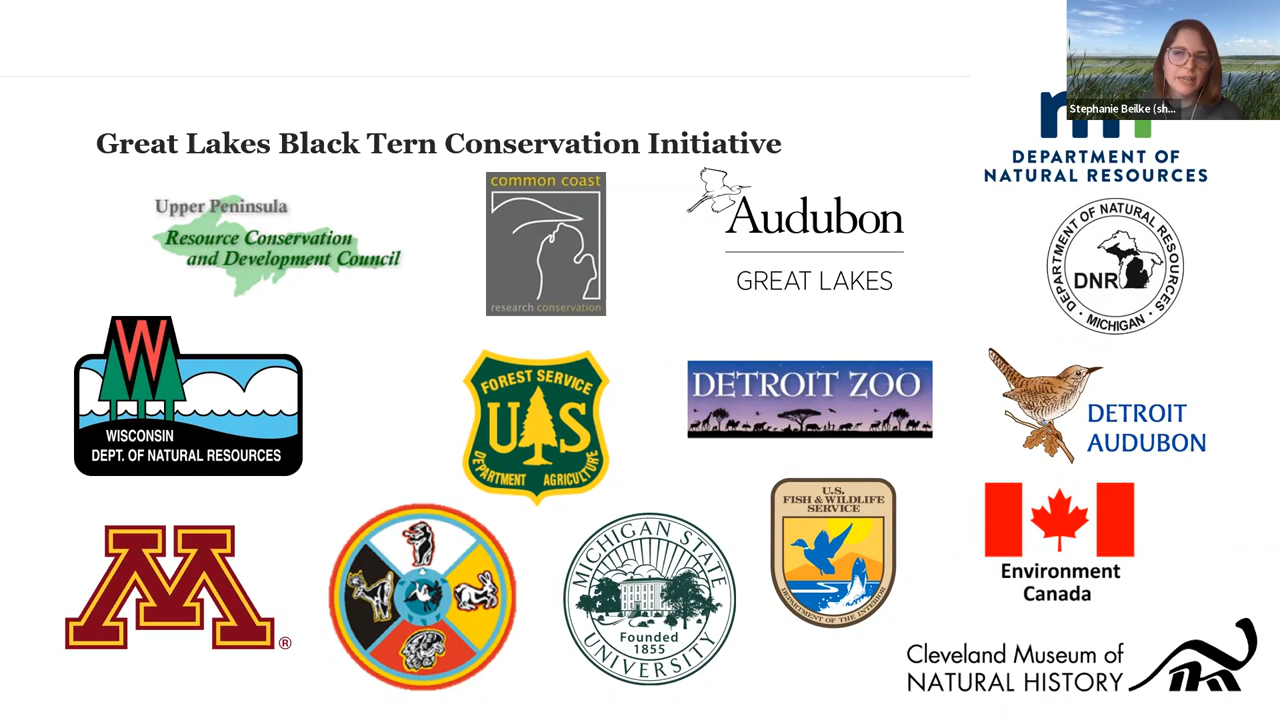 Stephanie Beilke (sh...
DEPARTMENT OF
NATURAL RESOURCES
Great Lakes Black Tern Conservation Initiative
Upper Peninsula
Resource Conservation
and Development Council
common coast
research conservation
Audubon
GREAT LAKES
DEPARTMENT OF NATURAL RESOURCES
DNR
• MICHIGAN •
W
WISCONSIN
DEPT. OF NATURAL RESOURCES
FOREST SERVICE
U S
DEPARTMENT AGRICULTURE
DETROIT ZOO
DETROIT
AUDUBON
M
®
MICHIGAN STATE
UNIVERSITY
Founded
1855
U.S.
FISH & WILDLIFE
SERVICE
DEPARTMENT OF THE INTERIOR
Environment
Canada
Cleveland Museum of
NATURAL HISTORY